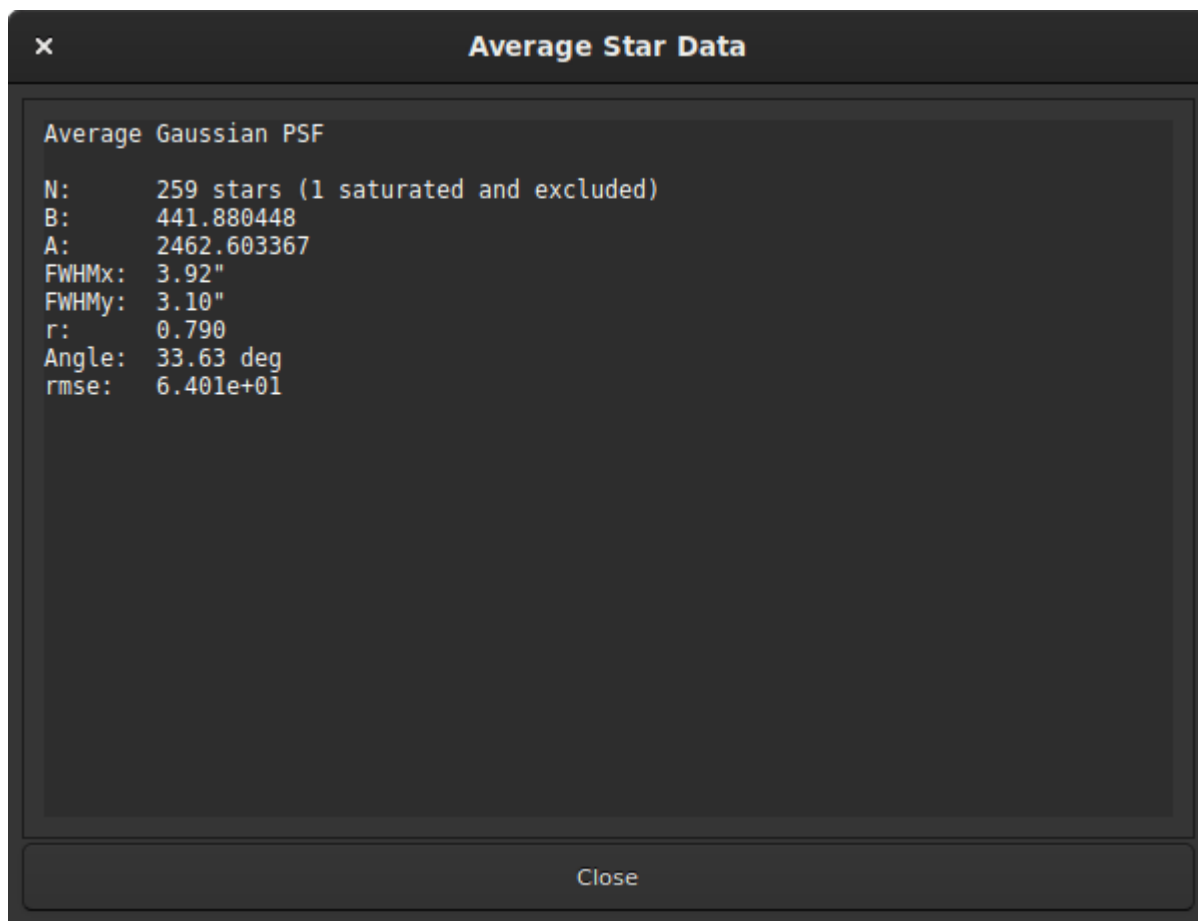 Average Star Data
Average Gaussian PSF
N: 259 stars (1 saturated and excluded)
B: 441.880448
A: 2462.603367
FWHMx: 3.92"
FWHMy: 3.10"
r: 0.790
Angle: 33.63 deg
rmse: 6.401e+01
Close